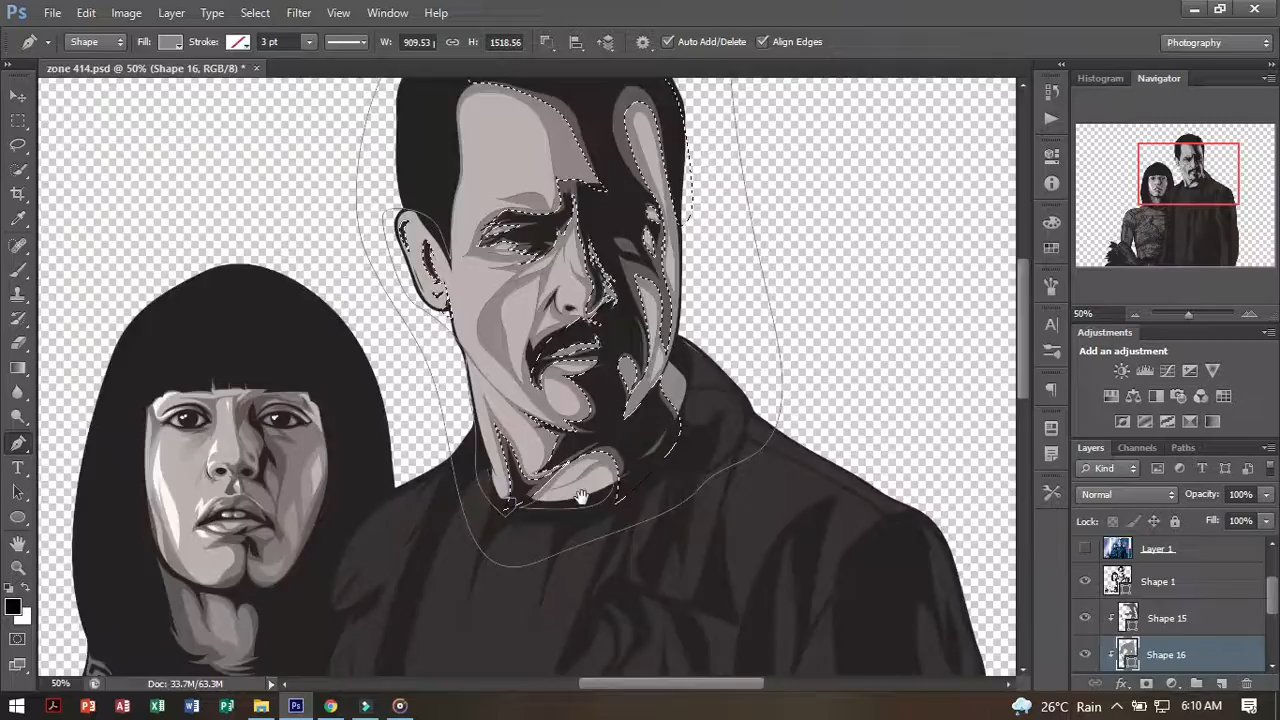 Ps File Edit Image Layer Type Select Filter View Window Help
Shape Fill: Stroke: 3 pt W: 909.53 H: 1518.56 Auto Add/Delete Align Edges Photography
zone 414.psd @ 50% (Shape 16, RGB/8) *
Histogram Navigator
50%
Adjustments
Add an adjustment
Layers Channels Paths
Kind
Normal Opacity: 100%
Lock: Fill: 100%
Layer 1
Shape 1
Shape 15
Shape 16
50% Doc: 33.7M/63.3M
26°C Rain 6:10 AM